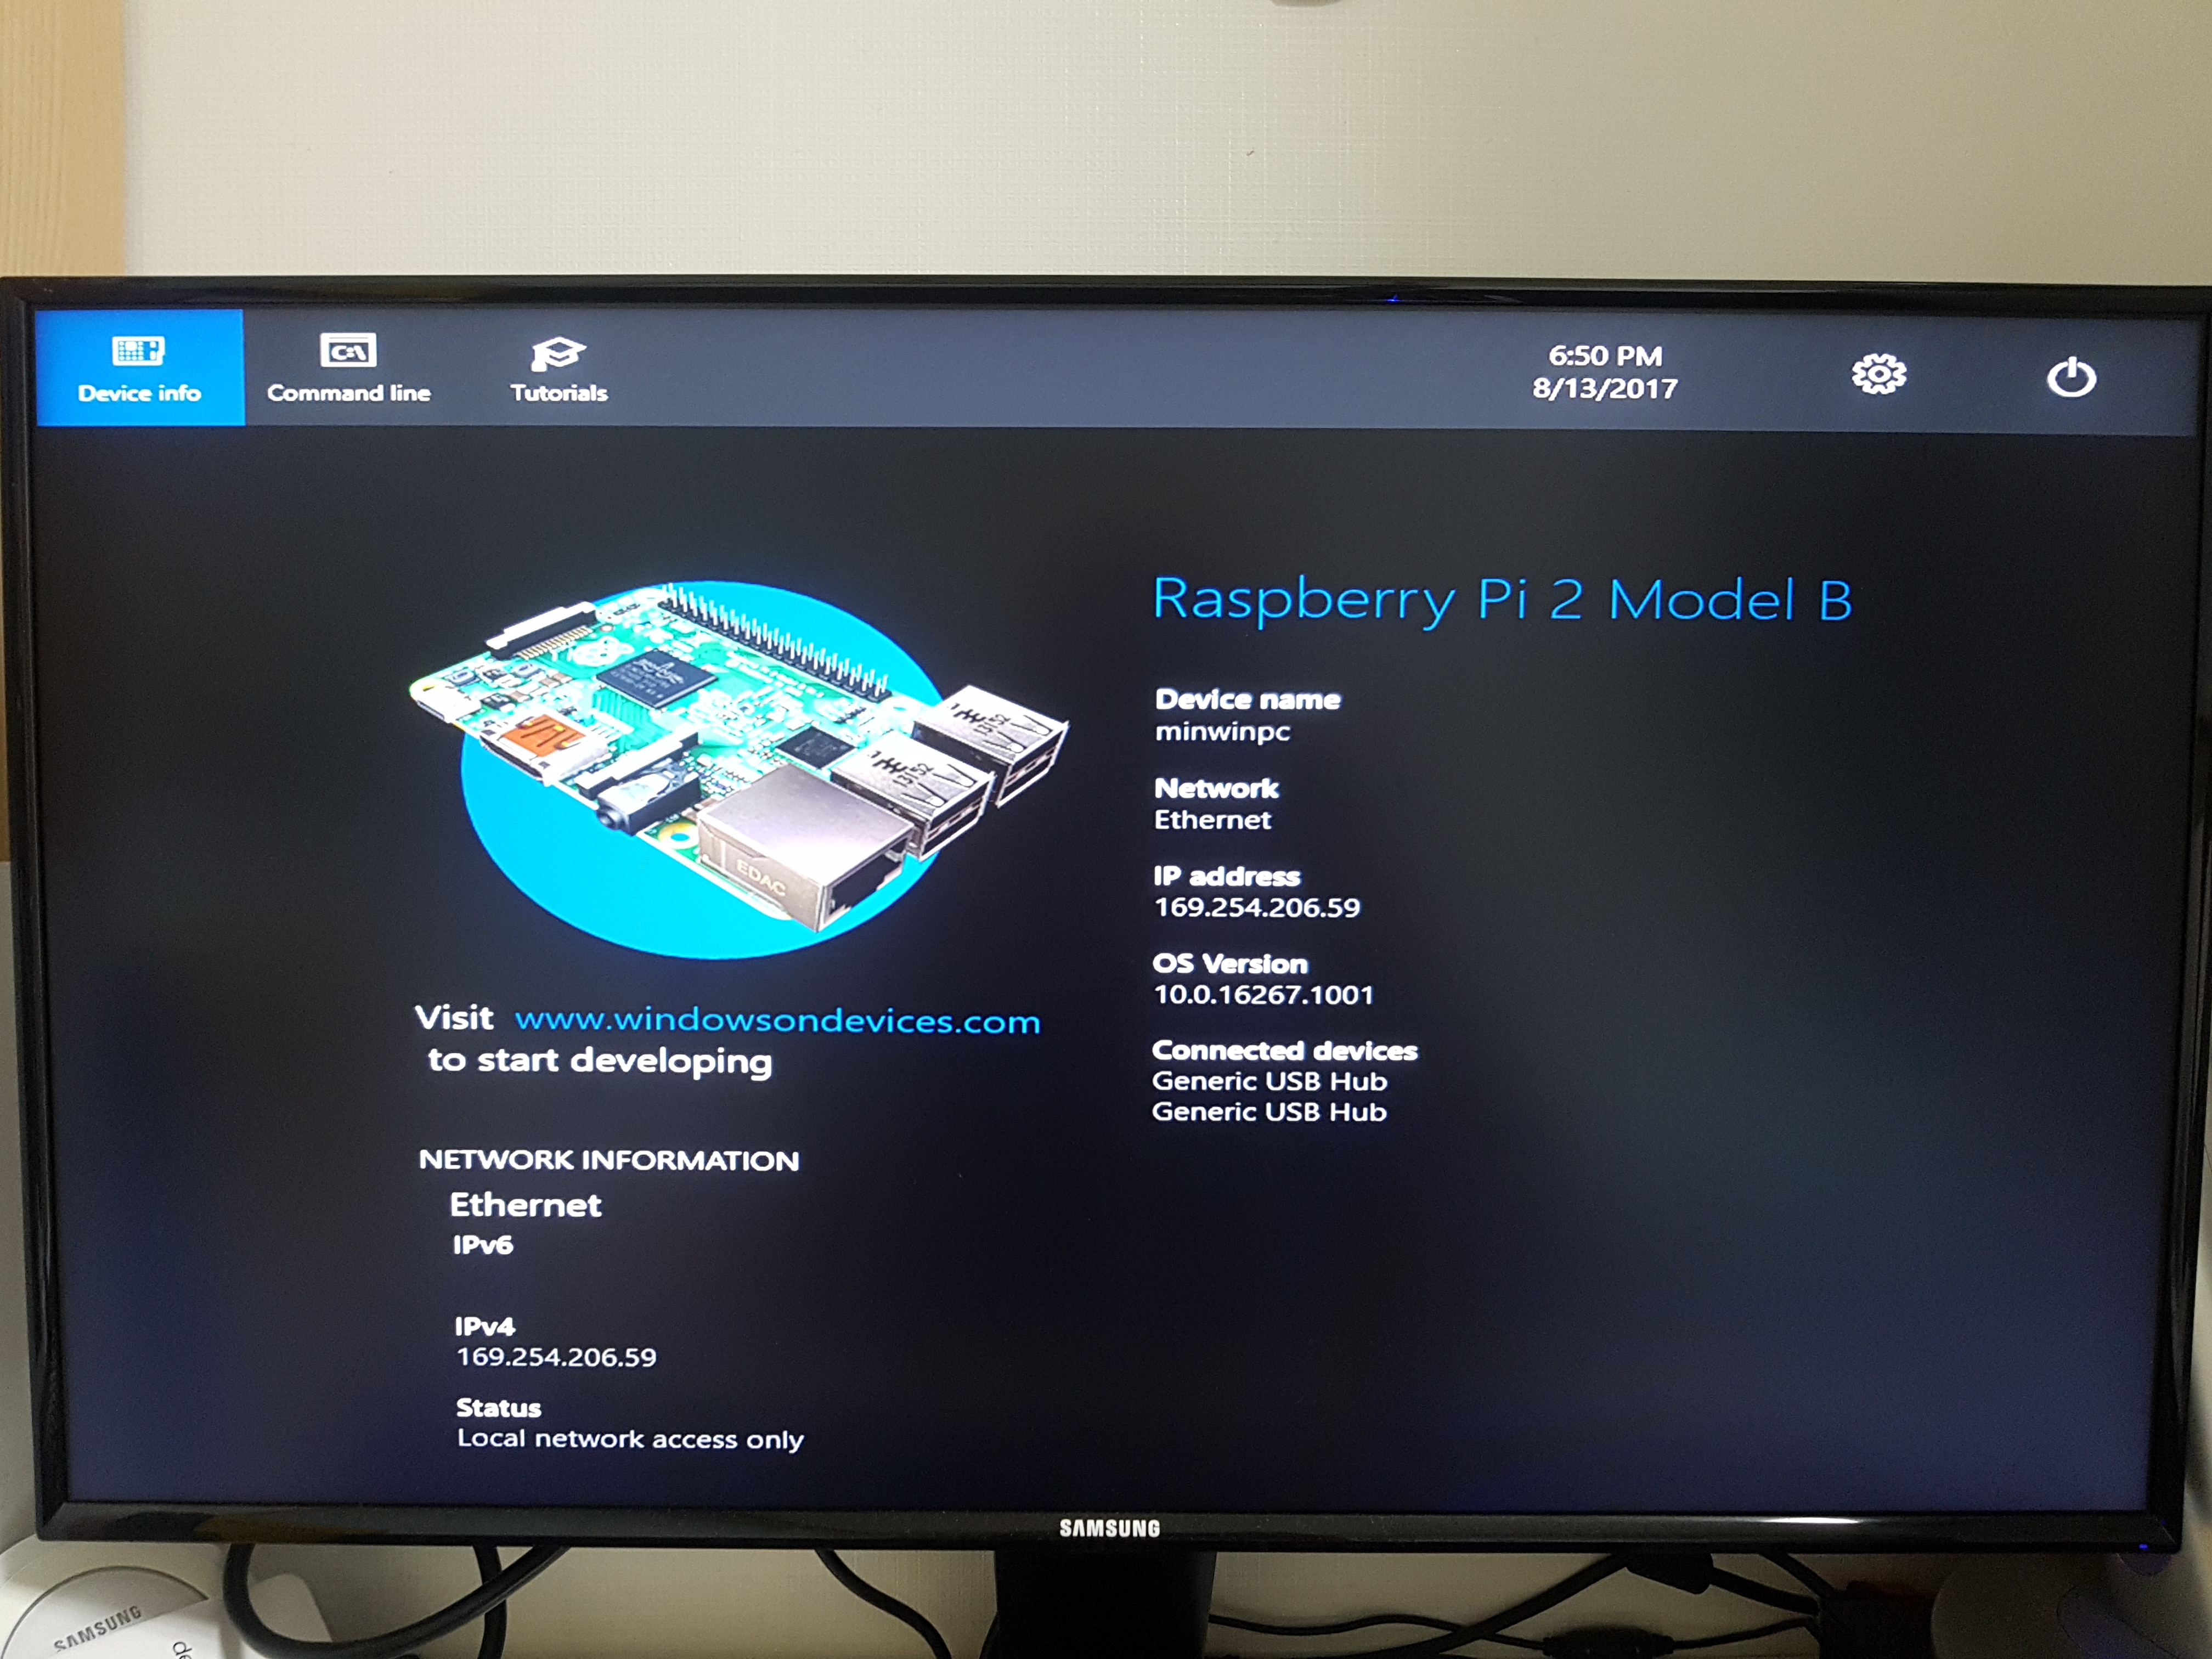 Device info
C:\
Command line
Tutorials
6:50 PM
8/13/2017
Raspberry Pi 2 Model B
Device name
minwinpc
Network
Ethernet
IP address
169.254.206.59
OS Version
10.0.16267.1001
Connected devices
Generic USB Hub
Generic USB Hub
EDAC
Visit www.windowsondevices.com
to start developing
NETWORK INFORMATION
Ethernet
IPv6
IPv4
169.254.206.59
Status
Local network access only
SAMSUNG
SAMSUNG